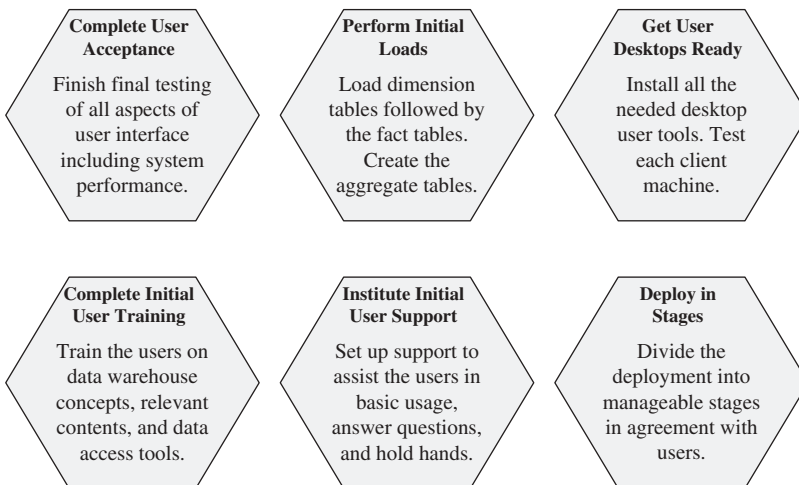 Complete User
Acceptance
Finish final testing
of all aspects of
user interface
including system
performance.
Perform Initial
Loads
Load dimension
tables followed by
the fact tables.
Create the
aggregate tables.
Get User
Desktops Ready
Install all the
needed desktop
user tools. Test
each client
machine.
Complete Initial
User Training
Train the users on
data warehouse
concepts, relevant
contents, and data
access tools.
Institute Initial
User Support
Set up support to
assist the users in
basic usage,
answer questions,
and hold hands.
Deploy in
Stages
Divide the
deployment into
manageable stages
in agreement with
users.